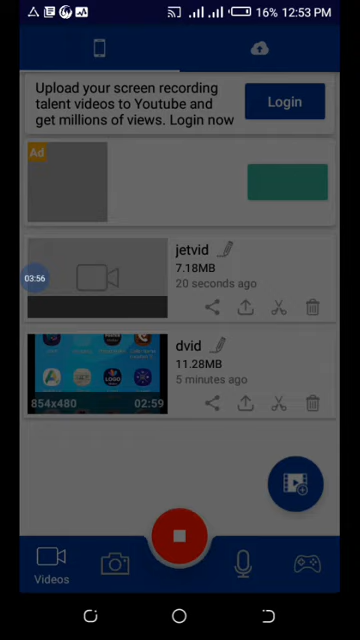 16% 12:53 PM
Upload your screen recording
talent videos to Youtube and
get millions of views. Login now
Login
Ad
jetvid
7.18MB
20 seconds ago
03:56
dvid
11.28MB
5 minutes ago
LOGO
854x480 02:59
Videos